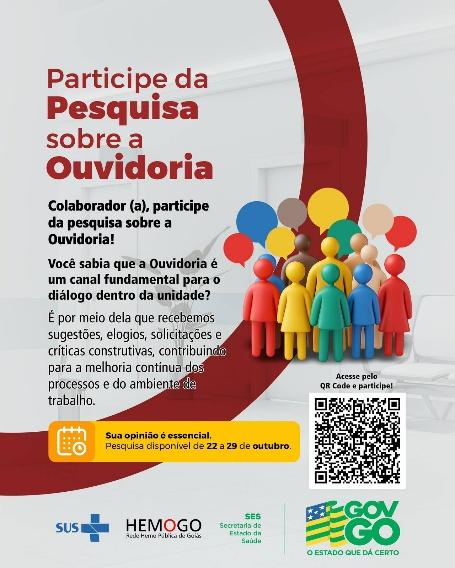 Participe da
Pesquisa
sobre a
Ouvidoria
Colaborador (a), participe
da pesquisa sobre a
Ouvidoria!
Você sabia que a Ouvidoria é
um canal fundamental para o
diálogo dentro da unidade?
É por meio dela que recebemos
sugestões, elogios, solicitações e
críticas construtivas, contribuindo
para a melhoria contínua dos
processos e do ambiente de
trabalho.
Acesse pelo
QR Code e participe!
Sua opinião é essencial.
Pesquisa disponível de 22 a 29 de outubro.
SUS
HEMOGO
Rede Hemo Pública de Goiás
SES
Secretaria de
Estado da
Saúde
GOV
GO
O ESTADO QUE DÁ CERTO